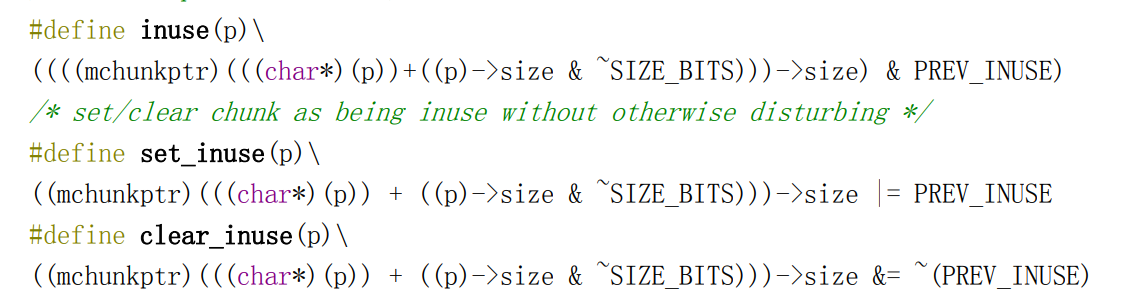 #define inuse(p)\
((((mchunkptr)(((char*)(p))+((p)->size & ~SIZE_BITS)))->size) & PREV_INUSE)
/* set/clear chunk as being inuse without otherwise disturbing */
#define set_inuse(p)\
((mchunkptr)(((char*)(p)) + ((p)->size & ~SIZE_BITS)))->size |= PREV_INUSE
#define clear_inuse(p)\
((mchunkptr)(((char*)(p)) + ((p)->size & ~SIZE_BITS)))->size &= ~(PREV_INUSE)